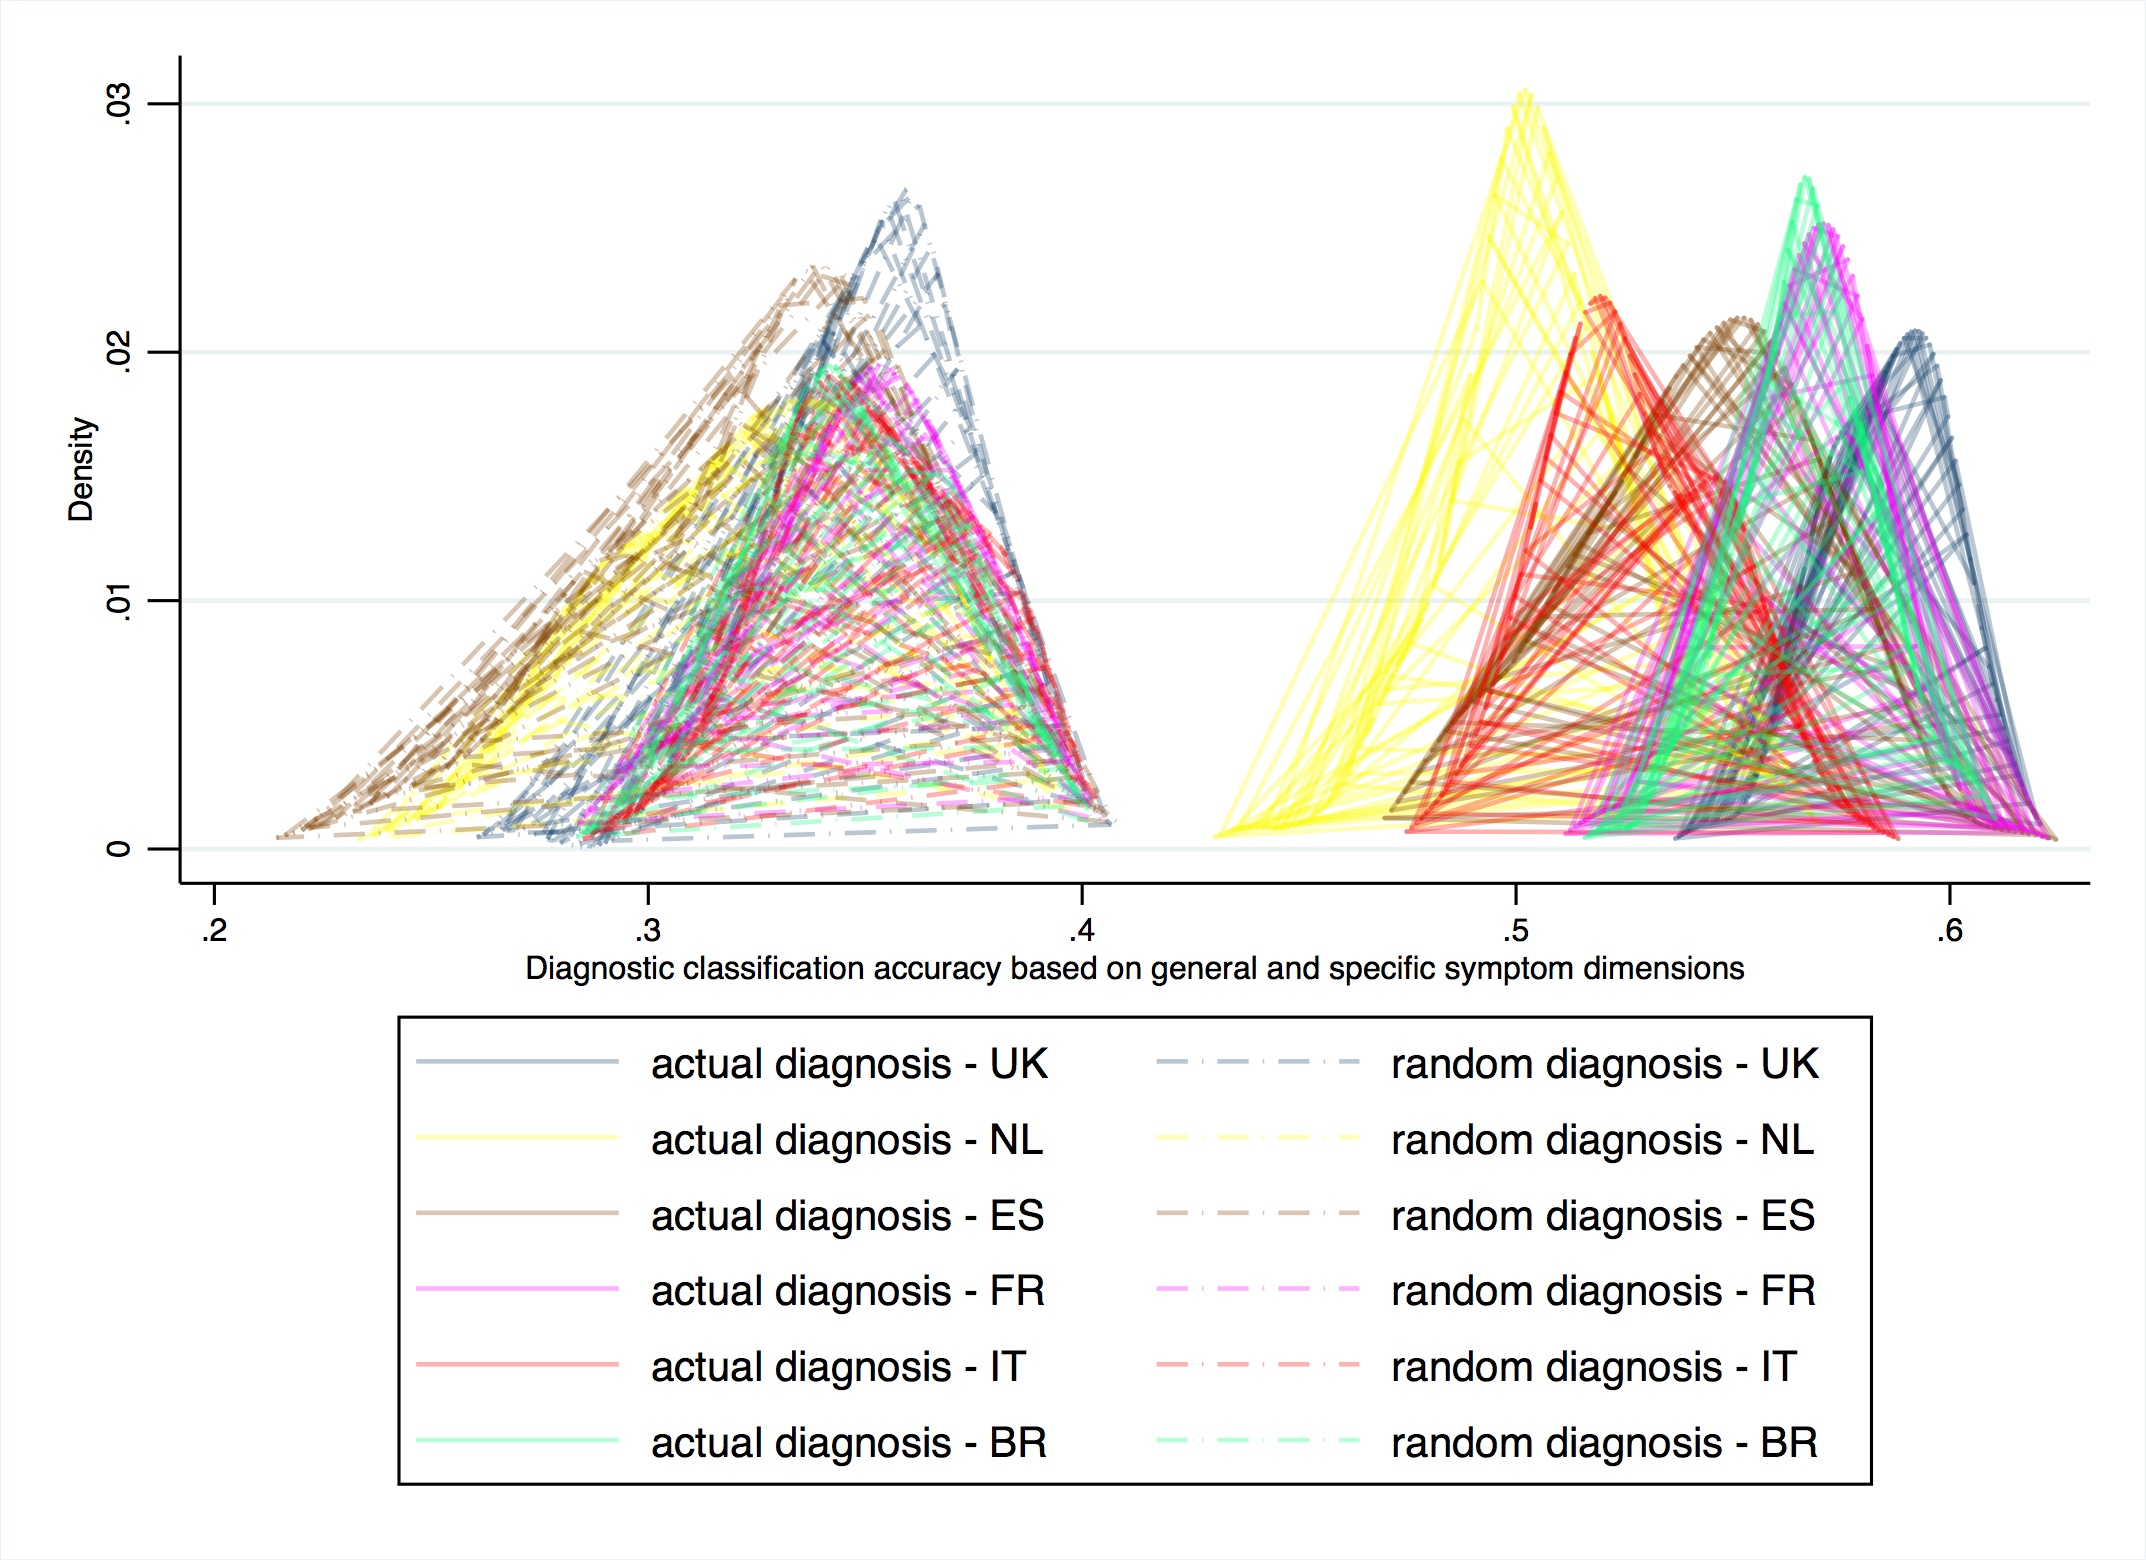 Density
.03
.02
.01
0
.2 .3 .4 .5 .6
Diagnostic classification accuracy based on general and specific symptom dimensions
actual diagnosis - UK random diagnosis - UK
actual diagnosis - NL random diagnosis - NL
actual diagnosis - ES random diagnosis - ES
actual diagnosis - FR random diagnosis - FR
actual diagnosis - IT random diagnosis - IT
actual diagnosis - BR random diagnosis - BR